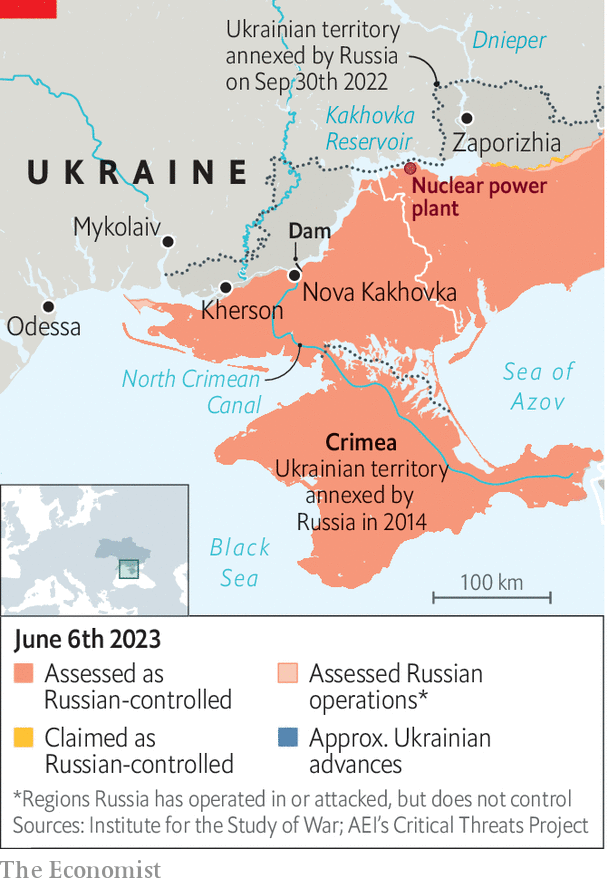 Ukrainian territory
annexed by Russia
on Sep 30th 2022
Dnieper
Kakhovka
Reservoir
Zaporizhia
UKRAINE
Nuclear power
plant
Mykolaiv
Dam
Kherson
Nova Kakhovka
Odessa
North Crimean
Canal
Sea of
Azov
Crimea
Ukrainian territory
annexed by
Russia in 2014
Black
Sea
100 km
June 6th 2023
Assessed as
Russian-controlled
Assessed Russian
operations*
Claimed as
Russian-controlled
Approx. Ukrainian
advances
*Regions Russia has operated in or attacked, but does not control
Sources: Institute for the Study of War; AEI’s Critical Threats Project
The Economist